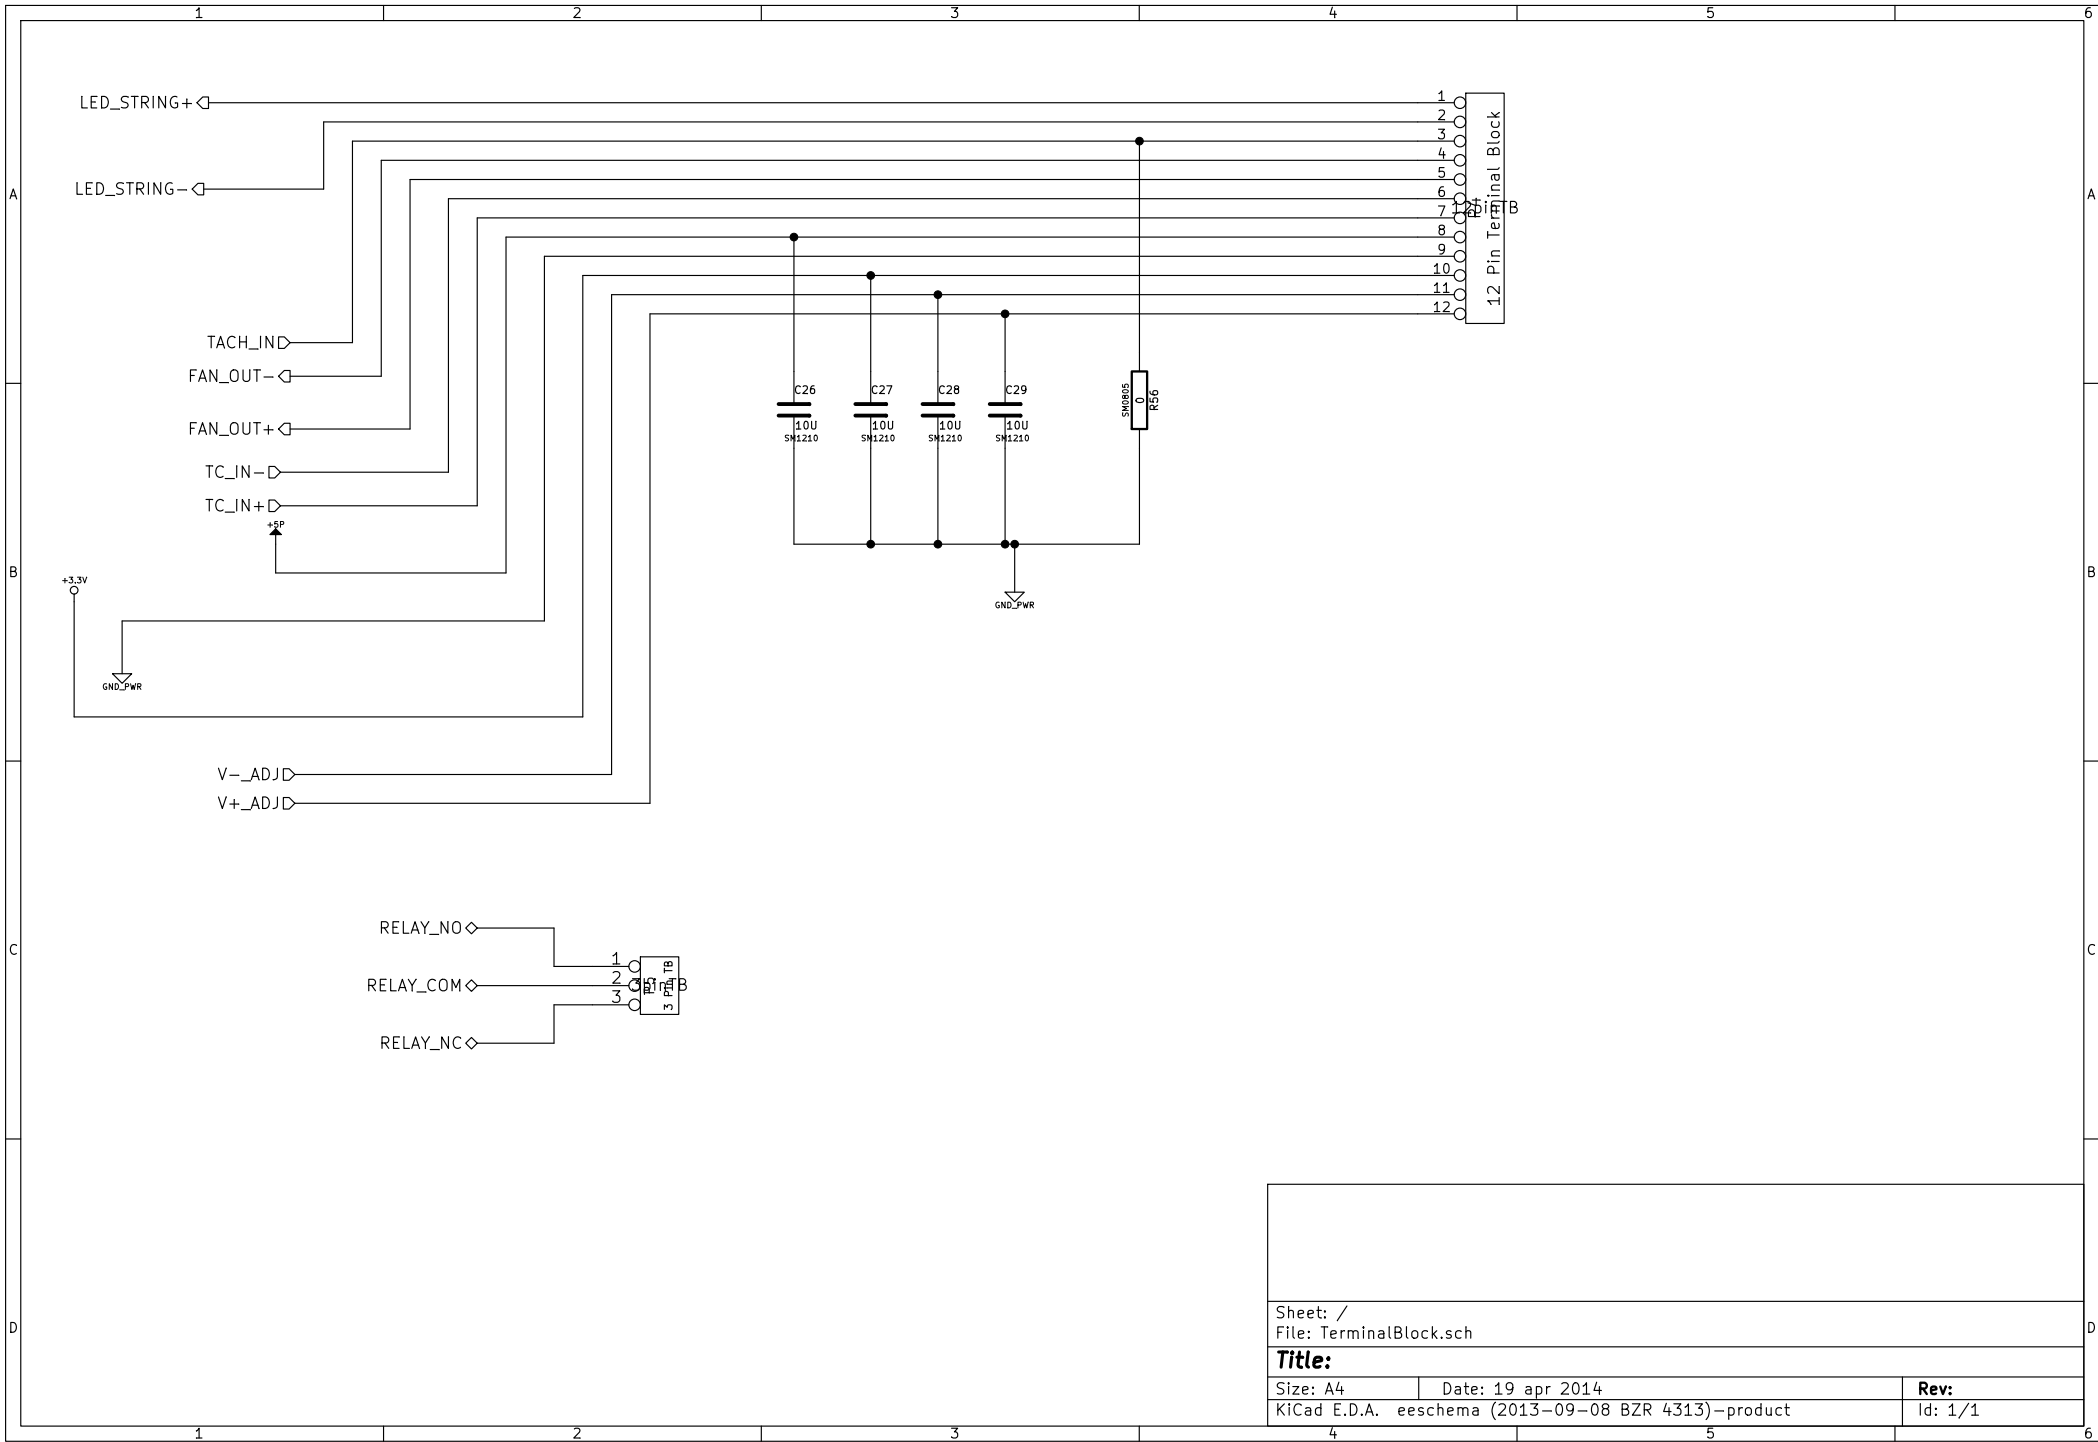 1 2 3 4 5 6
LED_STRING+
LED_STRING-
TACH_IN
FAN_OUT-
FAN_OUT+
TC_IN-
TC_IN+
+5P
+3.3V
GND_PWR
V-_ADJ
V+_ADJ
1
2
3
4
5
6
7
8
9
10
11
12
12 Pin Terminal Block
12pinTB
C26
10U
SM1210
C27
10U
SM1210
C28
10U
SM1210
C29
10U
SM1210
SM0805
0
R56
GND_PWR
RELAY_NO
RELAY_COM
RELAY_NC
1
2
3
3 Pin TB
3pinTB
A
B
C
D
A
B
C
D
Sheet: /
File: TerminalBlock.sch
Title:
Size: A4 Date: 19 apr 2014 Rev:
KiCad E.D.A. eeschema (2013-09-08 BZR 4313)-product Id: 1/1
1 2 3 4 5 6